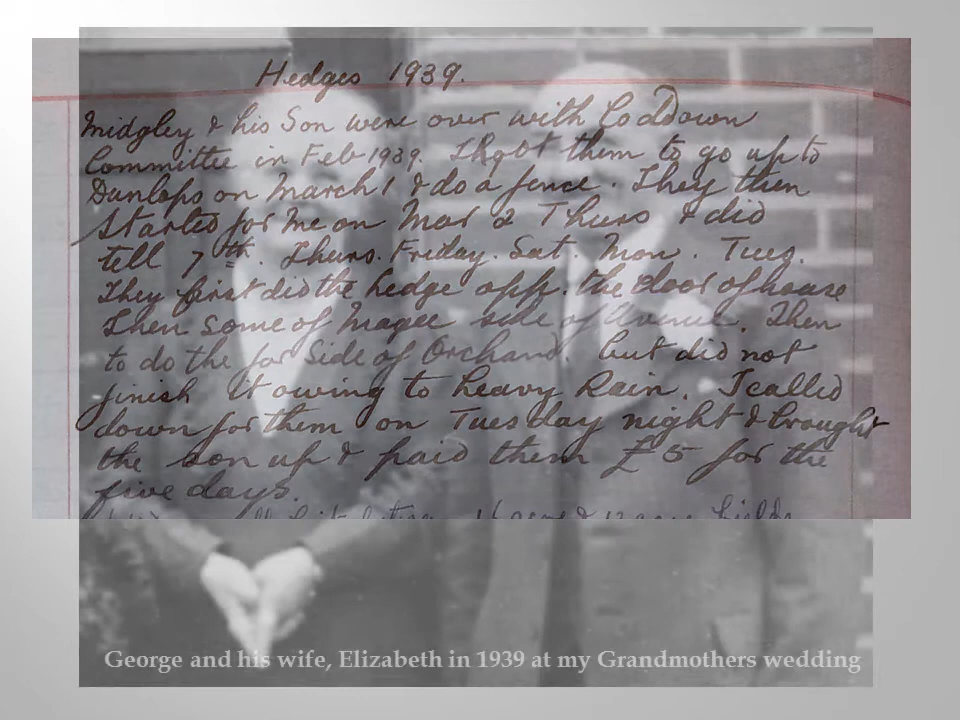 Hedges 1939.
Midgley & his Son were over with Coddown
Committee in Feb 1939. I got them to go up to
Dunlops on March 1 & do a fence. They then
Started for me on Mar 2 Thurs & did
till 7th. Thurs. Friday. Sat. Mon. Tues.
They first did the hedge opp. the door of house
Then some of Magee side of Avenue. Then
to do the far Side of Orchard. but did not
finish it owing to heavy Rain. I called
down for them on Tuesday night & brought
the son up & paid them £5 for the
five days.
George and his wife, Elizabeth in 1939 at my Grandmothers wedding